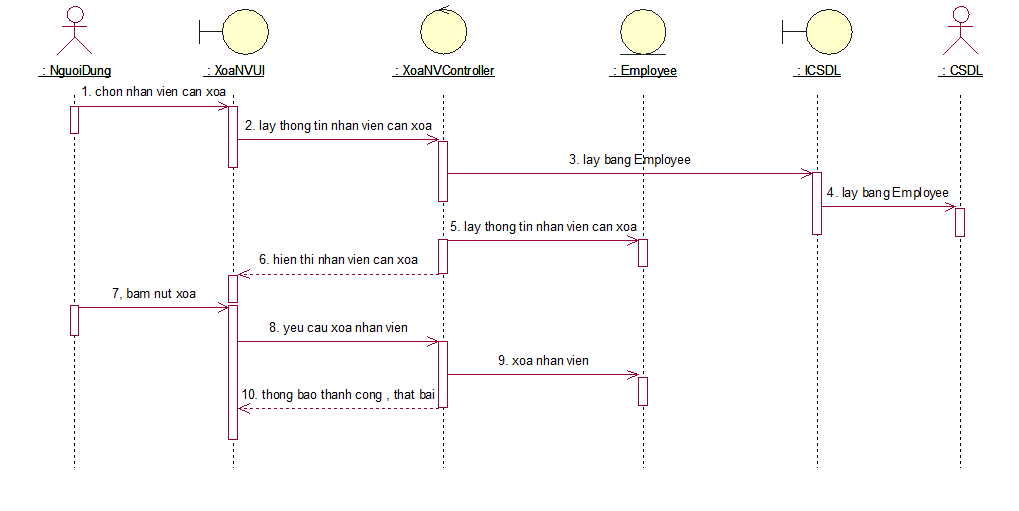 : NguoiDung
: XoaNVUI
: XoaNVController
: Employee
: ICSDL
: CSDL
1. chon nhan vien can xoa
2. lay thong tin nhan vien can xoa
3. lay bang Employee
4. lay bang Employee
5. lay thong tin nhan vien can xoa
6. hien thi nhan vien can xoa
7, bam nut xoa
8. yeu cau xoa nhan vien
9. xoa nhan vien
10. thong bao thanh cong , that bai